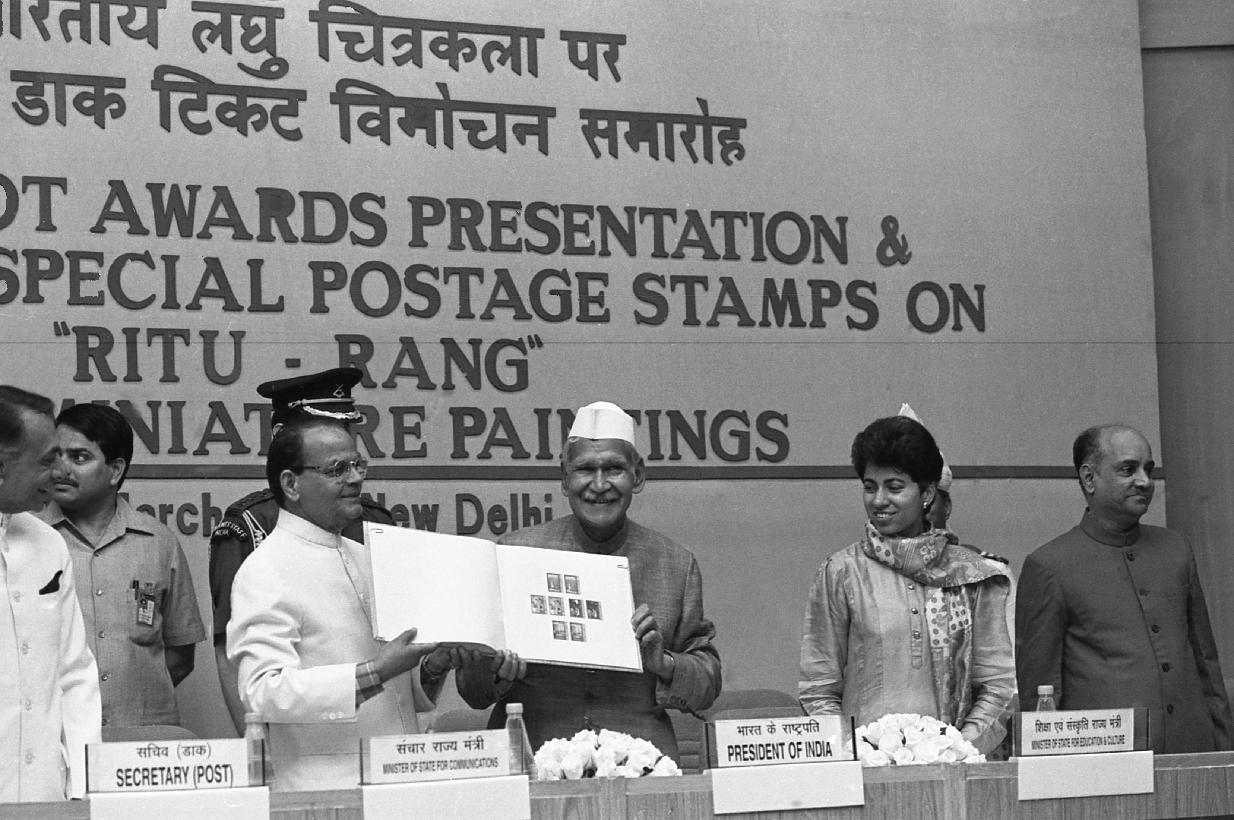 लघु चित्रकला पर
डाक टिकट विमोचन समारोह
AWARDS PRESENTATION &
SPECIAL POSTAGE STAMPS ON
"RITU - RANG"
PAINTINGS
New Delhi
सचिव (डाक)
SECRETARY (POST)
संचार राज्य मंत्री
MINISTER OF STATE FOR COMMUNICATIONS
भारत के राष्ट्रपति
PRESIDENT OF INDIA
शिक्षा एवं संस्कृति राज्य मंत्री
MINISTER OF STATE FOR EDUCATION & CULTURE